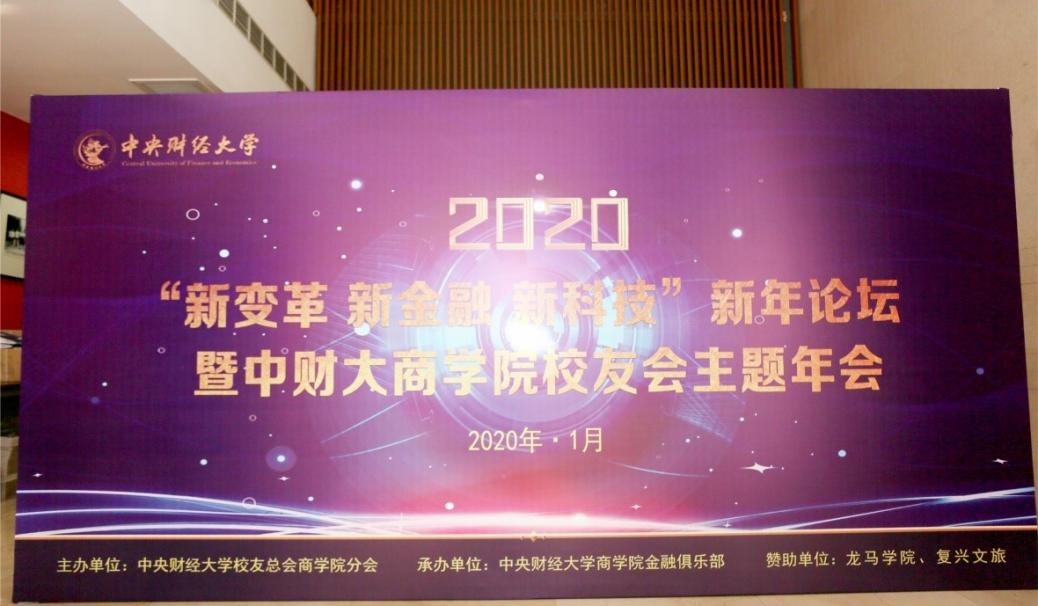 中央财经大学
Central University of Finance and Economics
2020
“新变革 新金融 新科技”新年论坛
暨中财大商学院校友会主题年会
2020年·1月
主办单位：中央财经大学校友总会商学院分会 承办单位：中央财经大学商学院金融俱乐部 赞助单位：龙马学院、复兴文旅